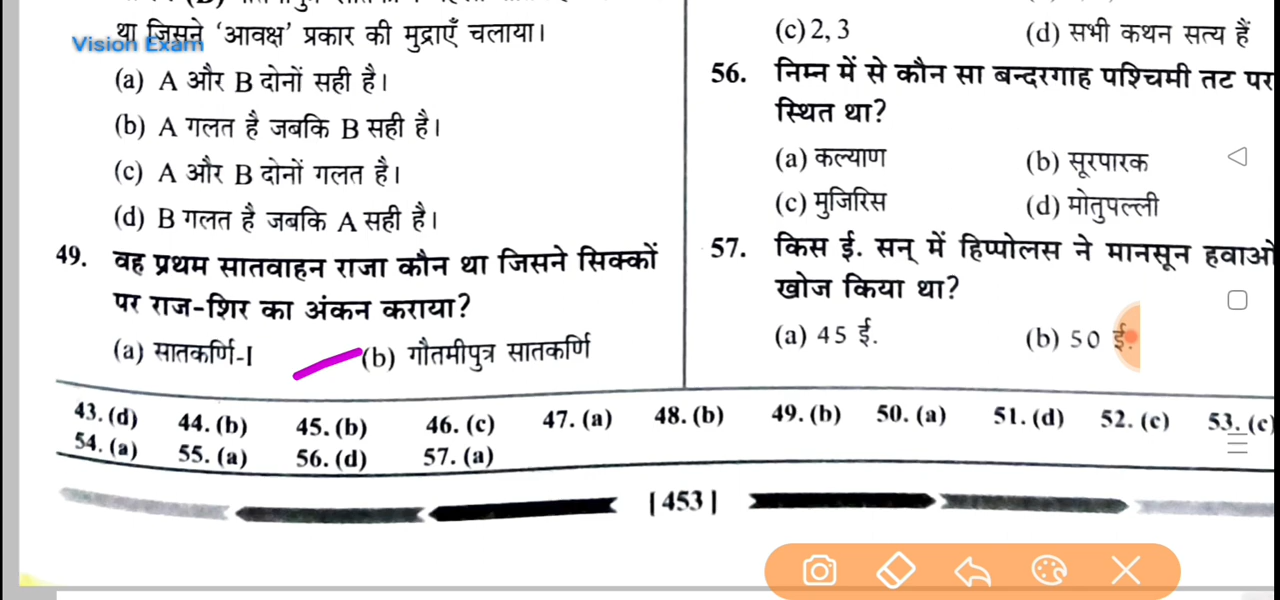 था जिसने ‘आवक्ष’ प्रकार की मुद्राएँ चलाया।
Vision Exam
(a) A और B दोनों सही है।
(b) A गलत है जबकि B सही है।
(c) A और B दोनों गलत है।
(d) B गलत है जबकि A सही है।
49. वह प्रथम सातवाहन राजा कौन था जिसने सिक्कों
पर राज-शिर का अंकन कराया?
(a) सातकर्णि-I (b) गौतमीपुत्र सातकर्णि
(c) 2, 3 (d) सभी कथन सत्य हैं
56. निम्न में से कौन सा बन्दरगाह पश्चिमी तट पर
स्थित था?
(a) कल्याण (b) सूरपारक
(c) मुजिरिस (d) मोतुपल्ली
57. किस ई. सन् में हिप्पोलस ने मानसून हवाओं
खोज किया था?
(a) 45 ई. (b) 50 ई.
43. (d) 44. (b) 45. (b) 46. (c) 47. (a) 48. (b) 49. (b) 50. (a) 51. (d) 52. (c) 53. (c)
54. (a) 55. (a) 56. (d) 57. (a)
[453]